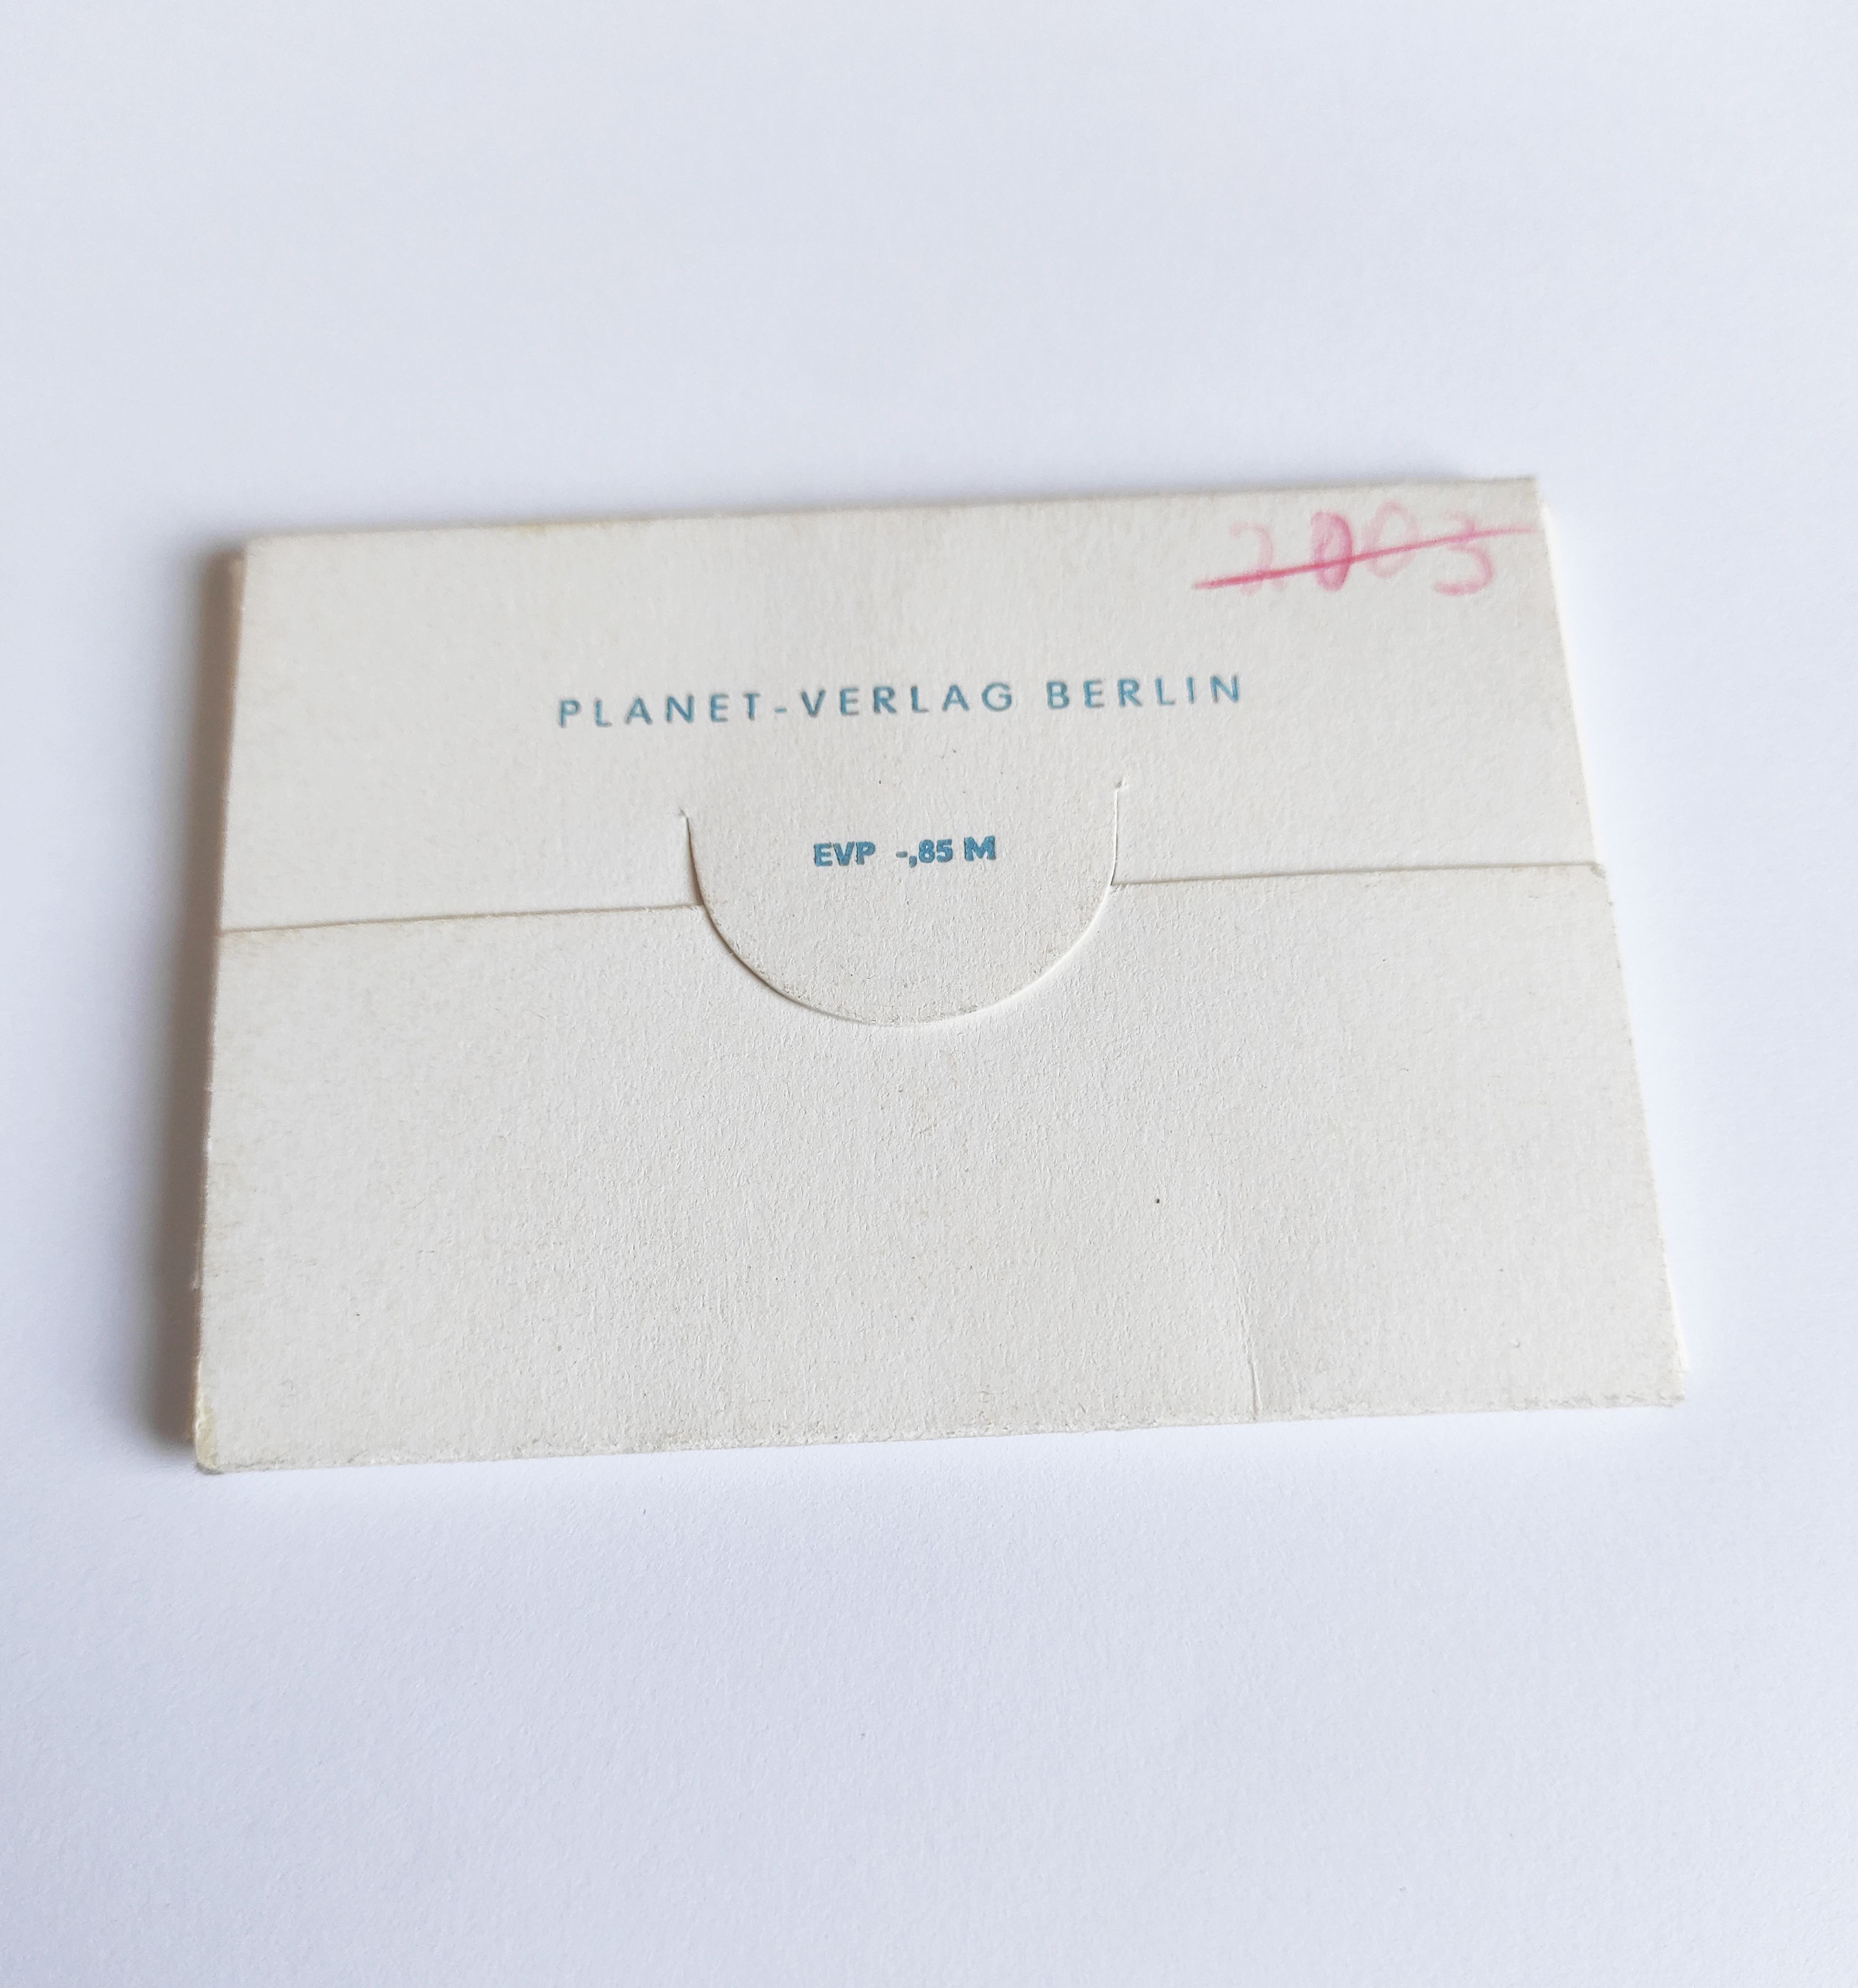 2003
PLANET-VERLAG BERLIN
EVP -,85 M